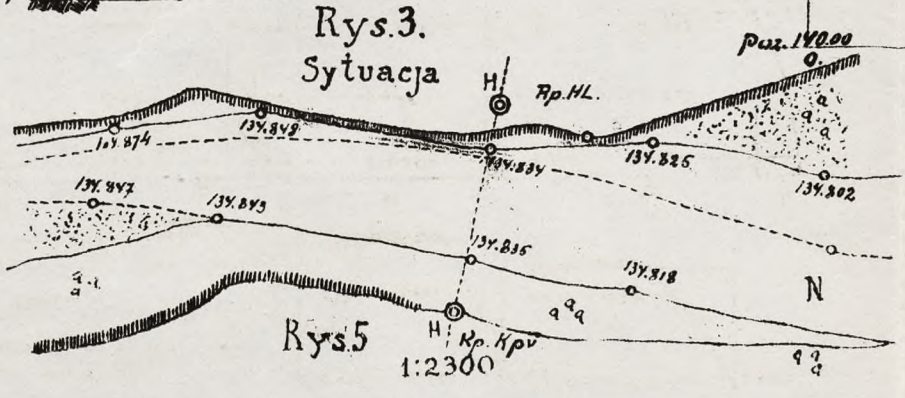 Rys.3.
Sytuacja
Poz. 140.00
H
Rp. HL.
134.874
134.849
134.834
134.825
134.802
134.847
134.843
134.835
134.818
N
H
Rp. Kpv
Rys.5
1:2300